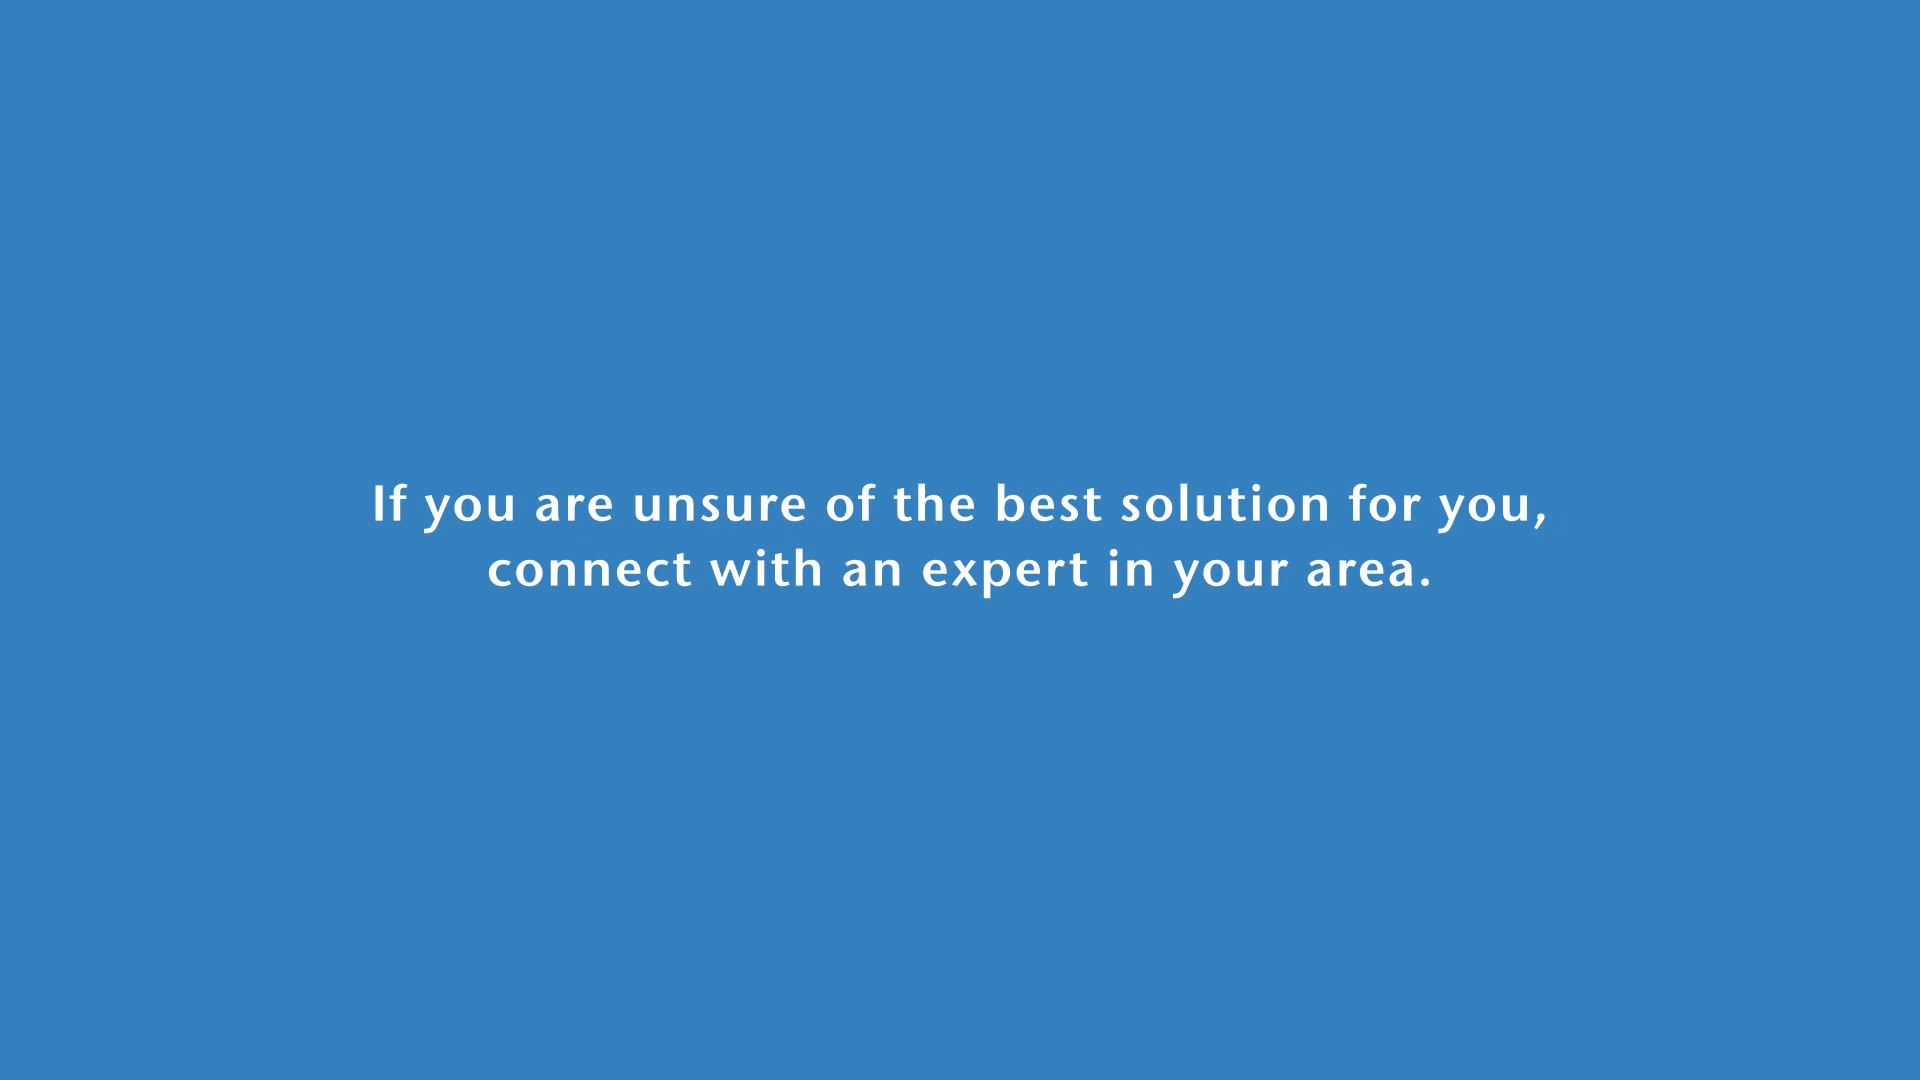 If you are unsure of the best solution for you,
connect with an expert in your area.